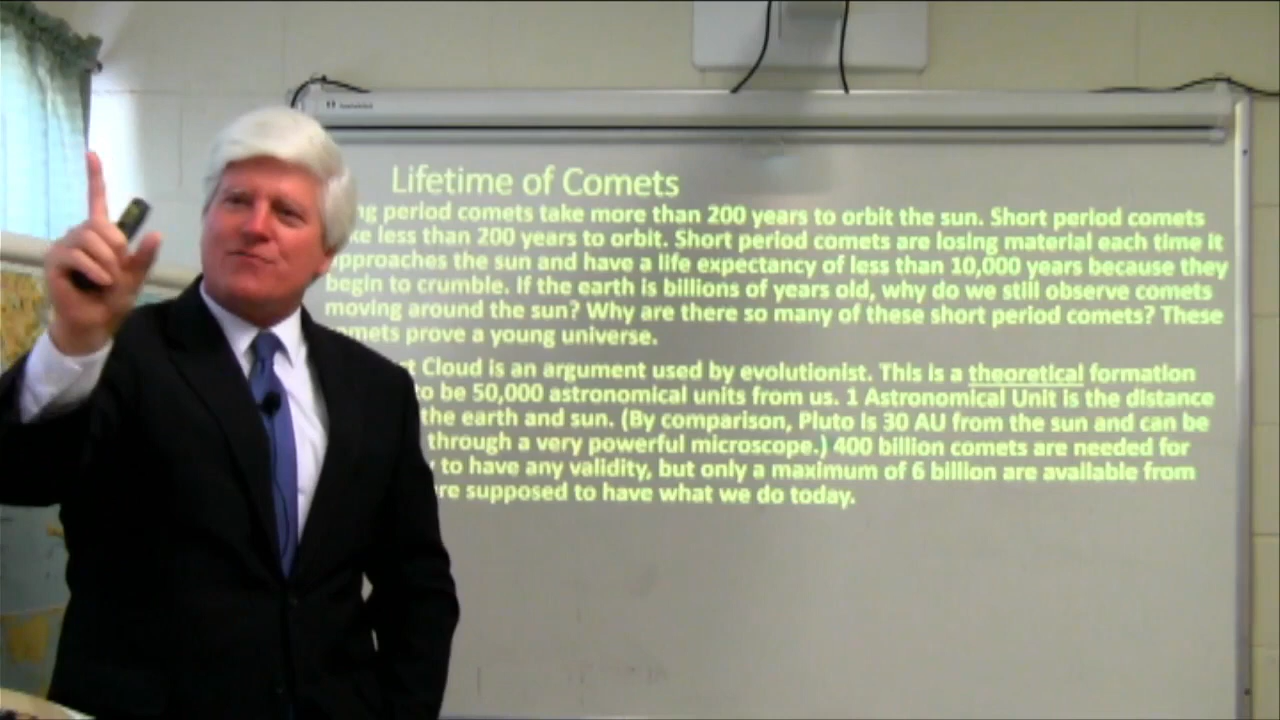 Lifetime of Comets
period comets take more than 200 years to orbit the sun. Short period comets
less than 200 years to orbit. Short period comets are losing material each time it
approaches the sun and have a life expectancy of less than 10,000 years because they
begin to crumble. If the earth is billions of years old, why do we still observe comets
moving around the sun? Why are there so many of these short period comets? These
comets prove a young universe.
Cloud is an argument used by evolutionist. This is a theoretical formation
to be 50,000 astronomical units from us. 1 Astronomical Unit is the distance
the earth and sun. (By comparison, Pluto is 30 AU from the sun and can be
through a very powerful microscope.) 400 billion comets are needed for
to have any validity, but only a maximum of 6 billion are available from
supposed to have what we do today.